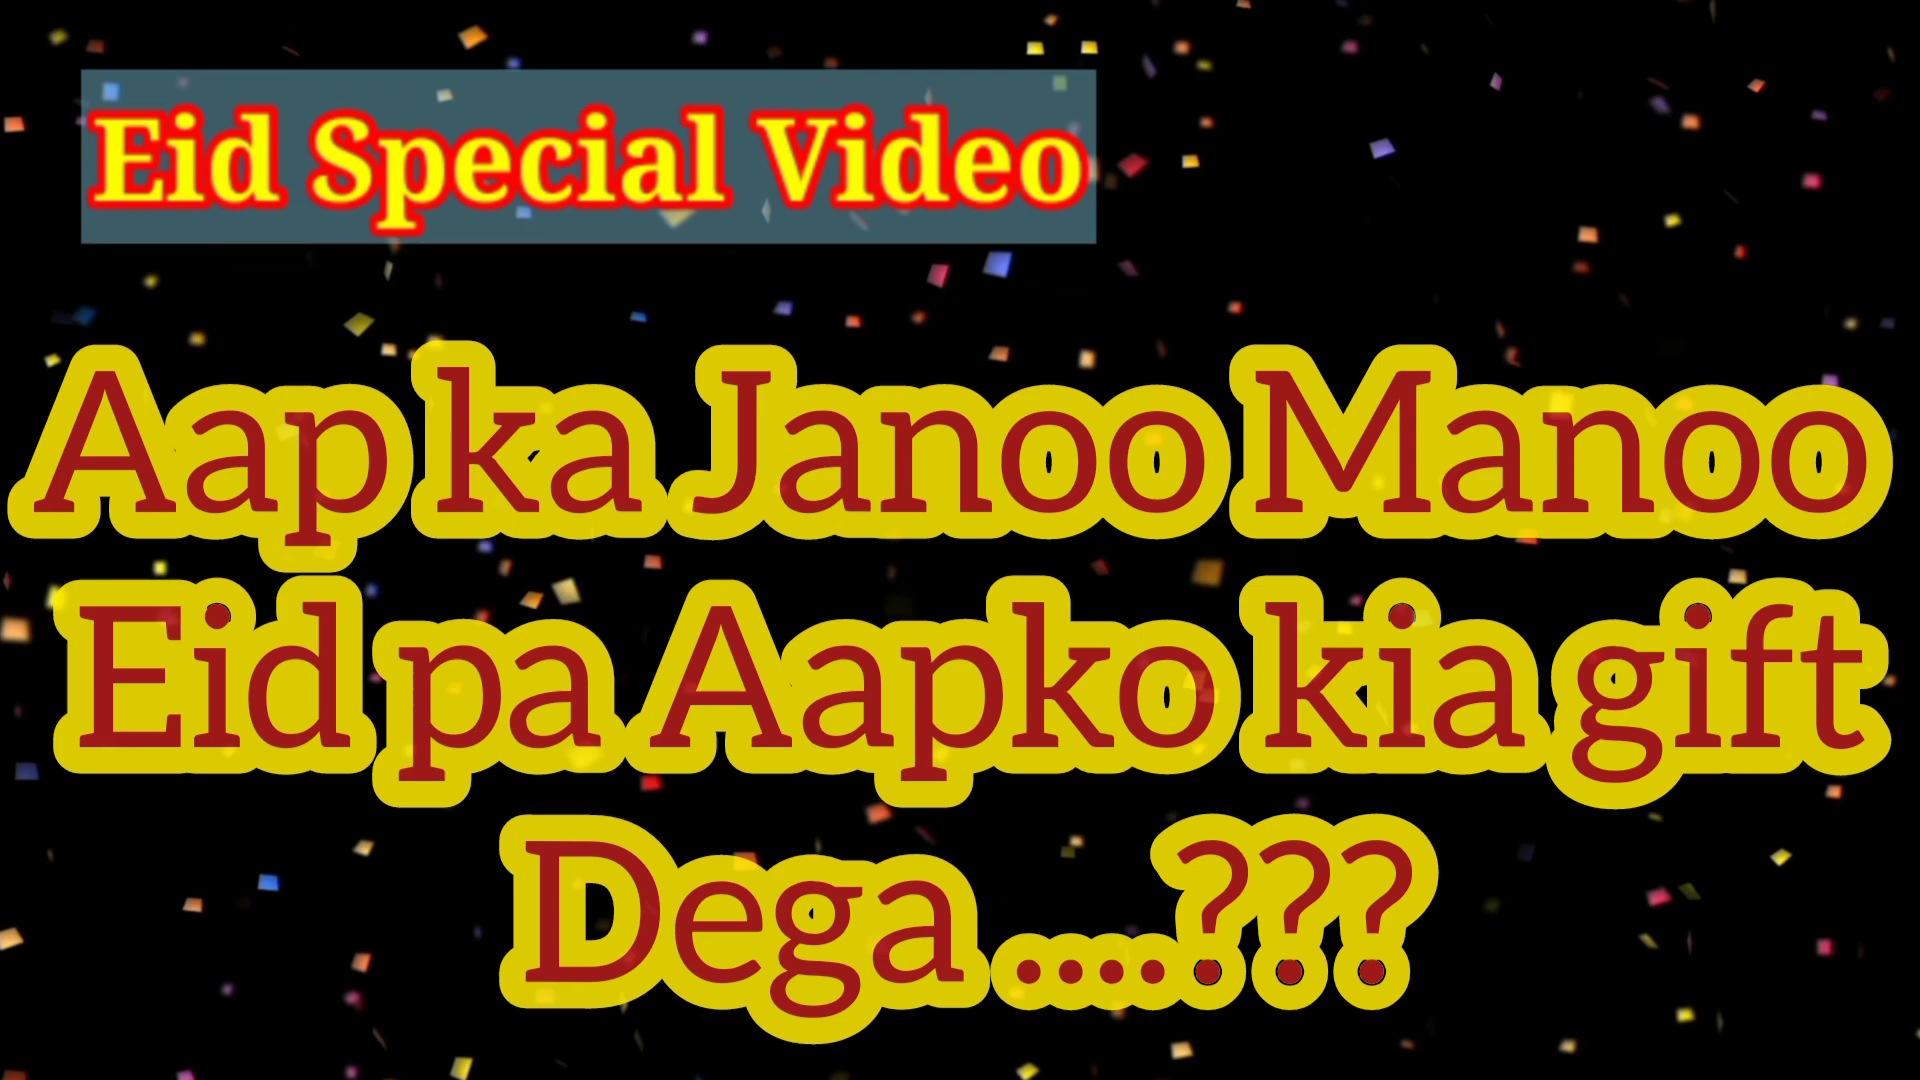 Eid Special Video
Aap ka Janoo Manoo
Eid pa Aapko kia gift
Dega ....???